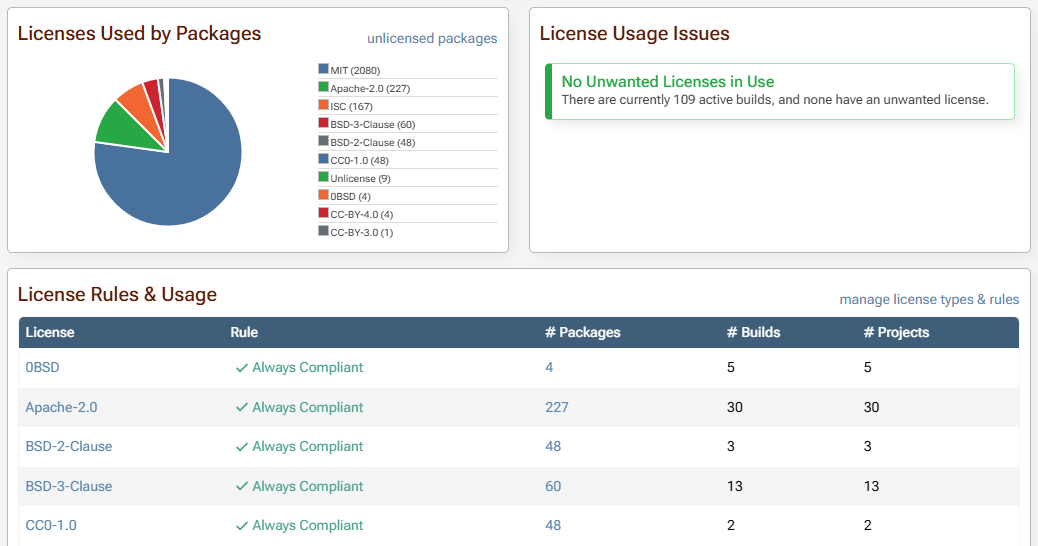 Licenses Used by Packages
unlicensed packages
MIT (2080)
Apache-2.0 (227)
ISC (167)
BSD-3-Clause (60)
BSD-2-Clause (48)
CC0-1.0 (48)
Unlicense (9)
0BSD (4)
CC-BY-4.0 (4)
CC-BY-3.0 (1)
License Usage Issues
No Unwanted Licenses in Use
There are currently 109 active builds, and none have an unwanted license.
License Rules & Usage
manage license types & rules
License Rule # Packages # Builds # Projects
0BSD Always Compliant 4 5 5
Apache-2.0 Always Compliant 227 30 30
BSD-2-Clause Always Compliant 48 3 3
BSD-3-Clause Always Compliant 60 13 13
CC0-1.0 Always Compliant 48 2 2